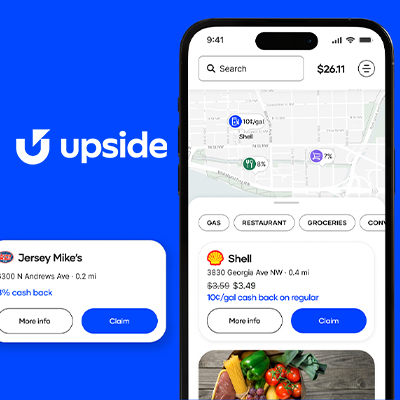 upside
9:41
Search
$26.11
10¢/gal
Shell
8%
7%
GAS
RESTAURANT
GROCERIES
Jersey Mike's
6300 N Andrews Ave · 0.2 mi
8% cash back
More info
Claim
Shell
3830 Georgia Ave NW · 0.4 mi
$3.59 $3.49
10¢/gal cash back on regular
More info
Claim